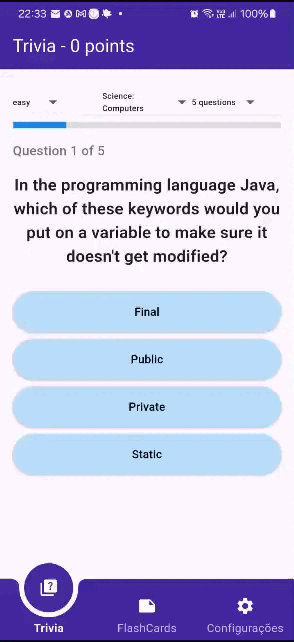 22:33 100%
Trivia - 0 points
easy Science: Computers 5 questions
Question 1 of 5
In the programming language Java,
which of these keywords would you
put on a variable to make sure it
doesn't get modified?
Final
Public
Private
Static
Trivia FlashCards Configurações